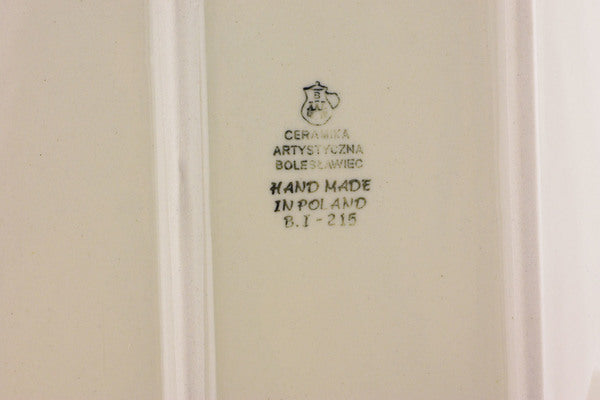 B
CERAMIKA
ARTYSTYCZNA
BOLESŁAWIEC
HAND MADE
IN POLAND
B.I - 215